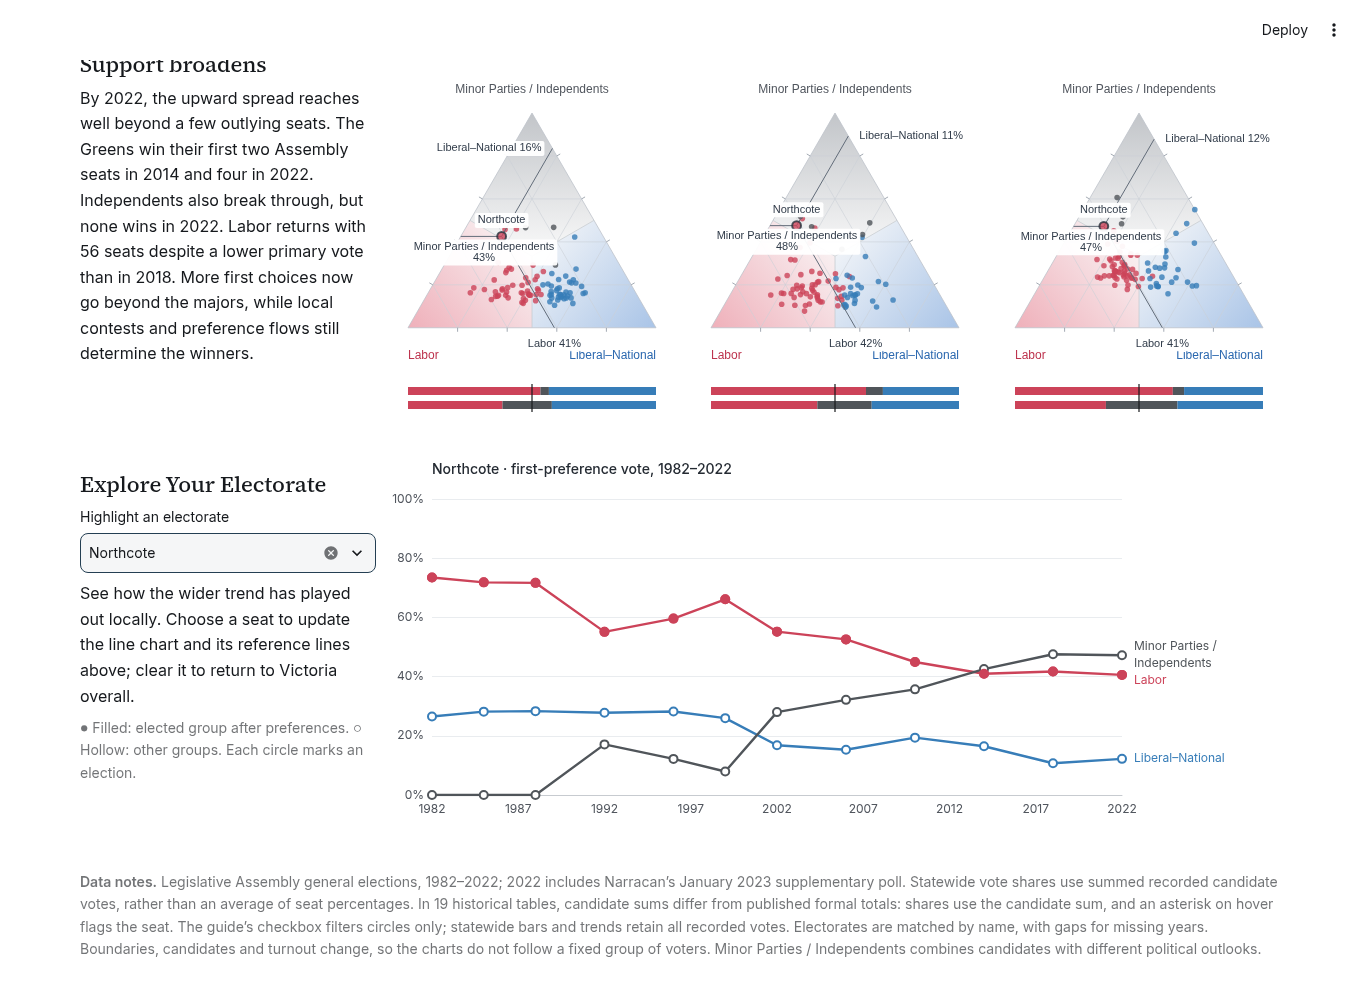 Deploy
Support broadens
By 2022, the upward spread reaches
well beyond a few outlying seats. The
Greens win their first two Assembly
seats in 2014 and four in 2022.
Independents also break through, but
none wins in 2022. Labor returns with
56 seats despite a lower primary vote
than in 2018. More first choices now
go beyond the majors, while local
contests and preference flows still
determine the winners.
Minor Parties / Independents
Liberal–National 16%
Northcote
Minor Parties / Independents
43%
Labor 41%
Labor
Liberal–National
Minor Parties / Independents
Liberal–National 11%
Northcote
Minor Parties / Independents
48%
Labor 42%
Labor
Liberal–National
Minor Parties / Independents
Liberal–National 12%
Northcote
Minor Parties / Independents
47%
Labor 41%
Labor
Liberal–National
Explore Your Electorate
Highlight an electorate
Northcote
See how the wider trend has played
out locally. Choose a seat to update
the line chart and its reference lines
above; clear it to return to Victoria
overall.
● Filled: elected group after preferences. ○
Hollow: other groups. Each circle marks an
election.
Northcote · first-preference vote, 1982–2022
100%
80%
60%
40%
20%
0%
1982 1987 1992 1997 2002 2007 2012 2017 2022
Minor Parties /
Independents
Labor
Liberal–National
Data notes. Legislative Assembly general elections, 1982–2022; 2022 includes Narracan’s January 2023 supplementary poll. Statewide vote shares use summed recorded candidate
votes, rather than an average of seat percentages. In 19 historical tables, candidate sums differ from published formal totals: shares use the candidate sum, and an asterisk on hover
flags the seat. The guide’s checkbox filters circles only; statewide bars and trends retain all recorded votes. Electorates are matched by name, with gaps for missing years.
Boundaries, candidates and turnout change, so the charts do not follow a fixed group of voters. Minor Parties / Independents combines candidates with different political outlooks.